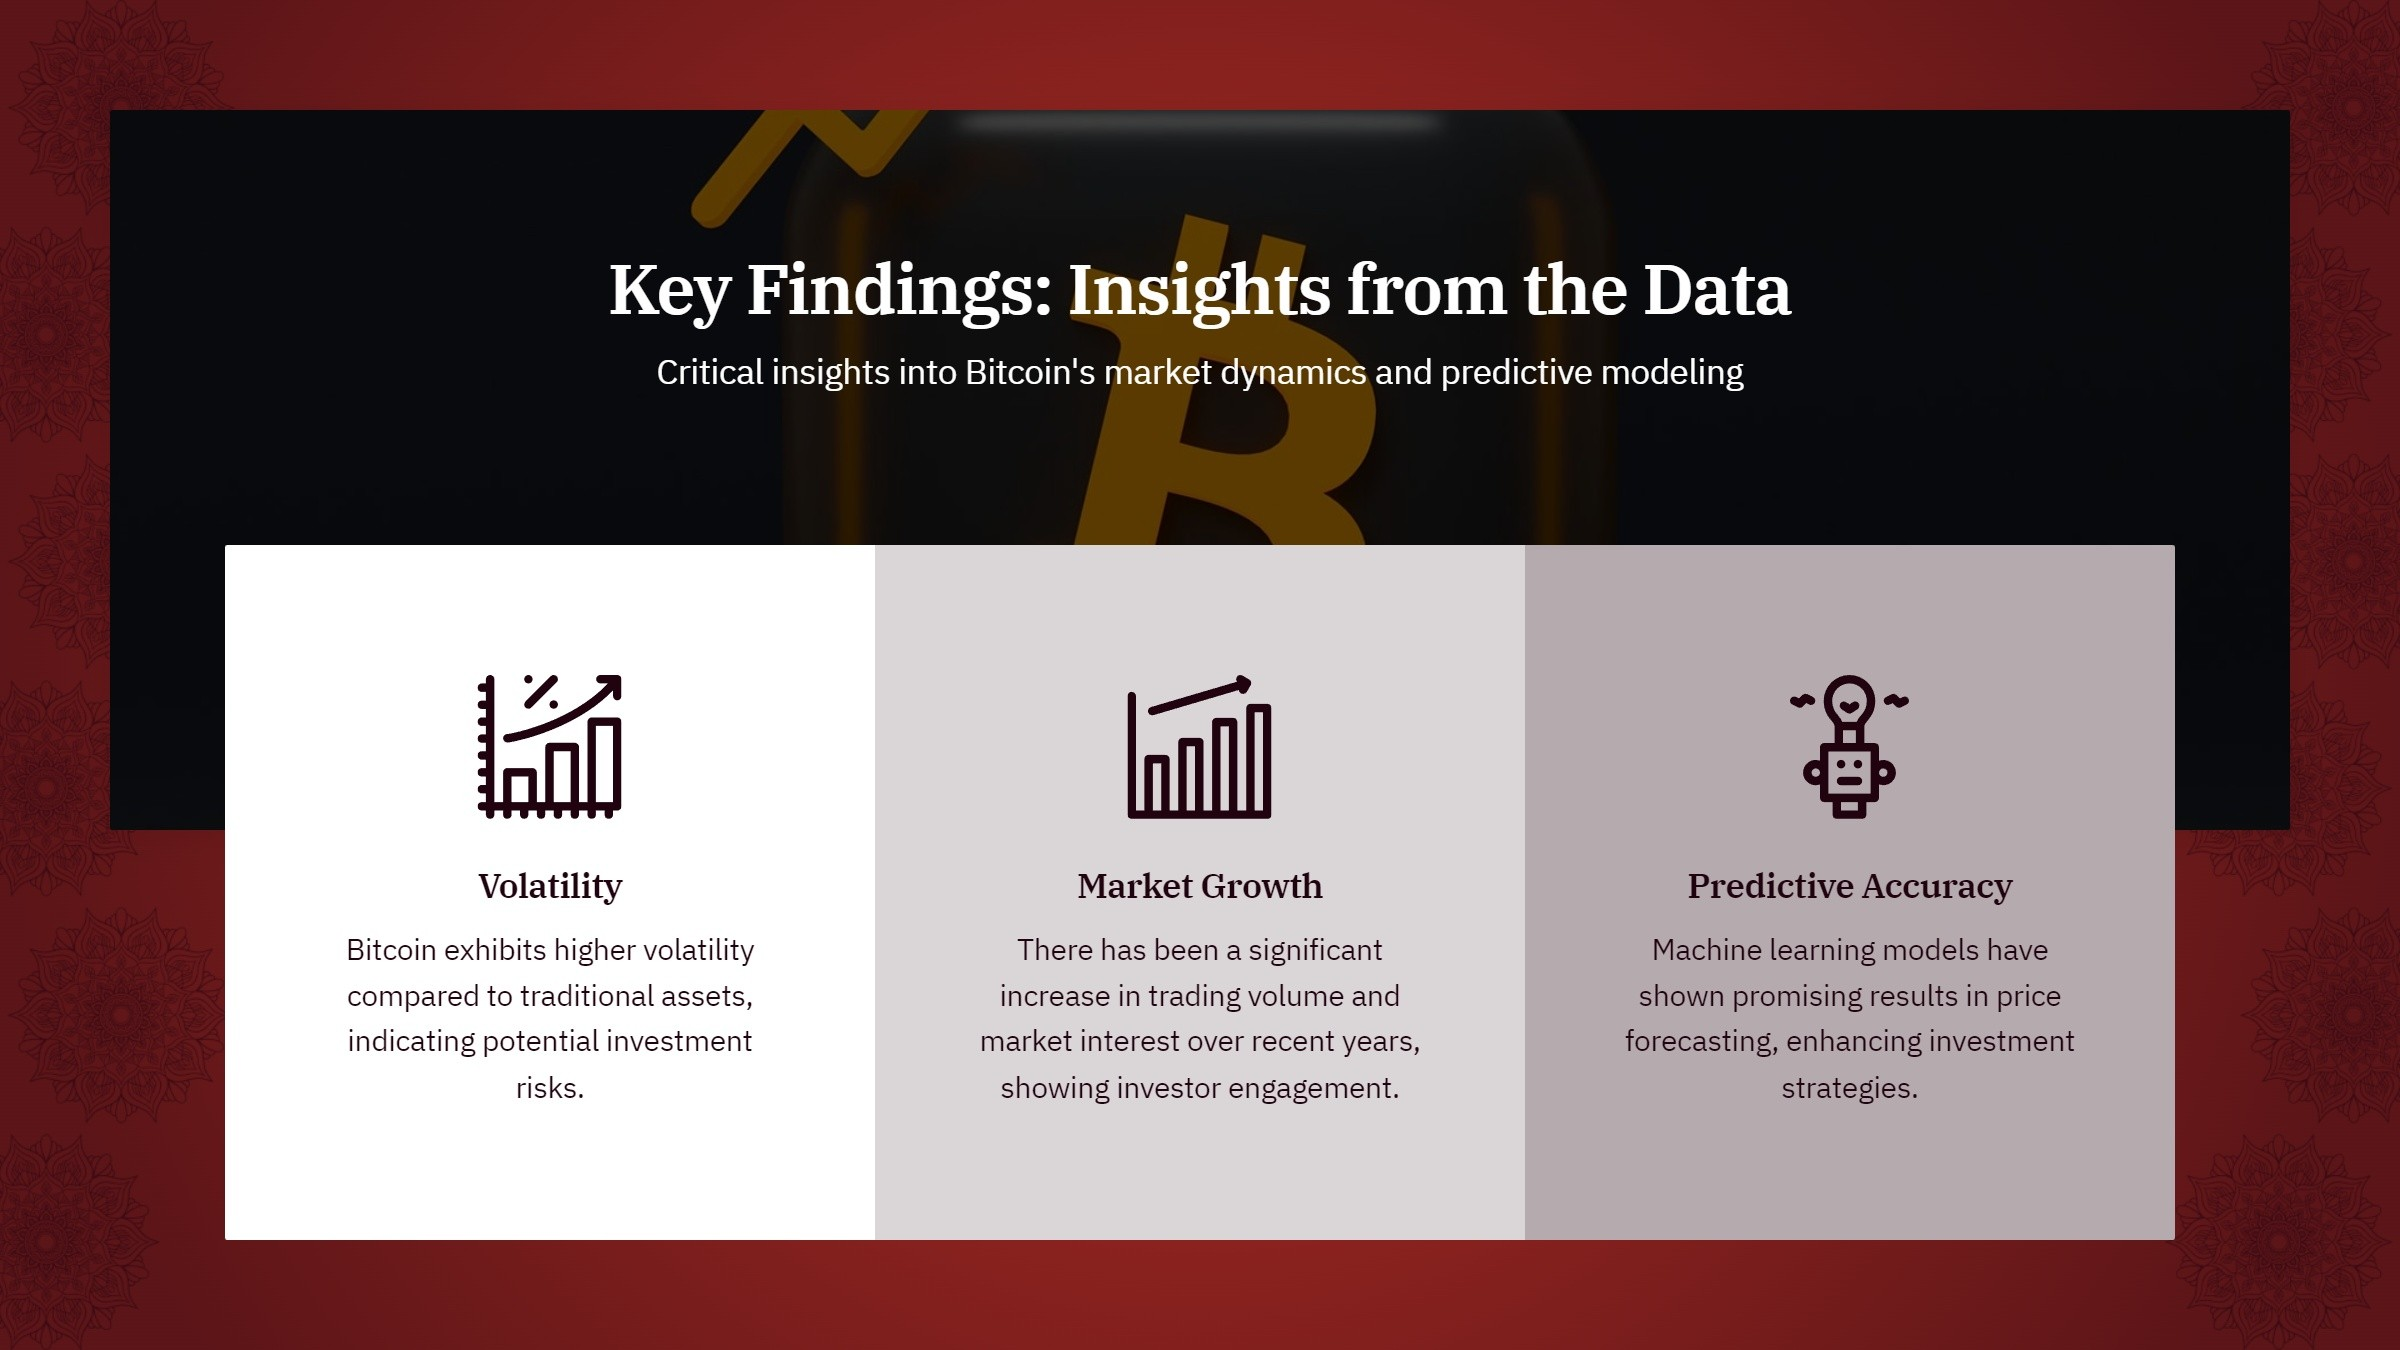 Key Findings: Insights from the Data
Critical insights into Bitcoin's market dynamics and predictive modeling
Volatility
Bitcoin exhibits higher volatility
compared to traditional assets,
indicating potential investment
risks.
Market Growth
There has been a significant
increase in trading volume and
market interest over recent years,
showing investor engagement.
Predictive Accuracy
Machine learning models have
shown promising results in price
forecasting, enhancing investment
strategies.